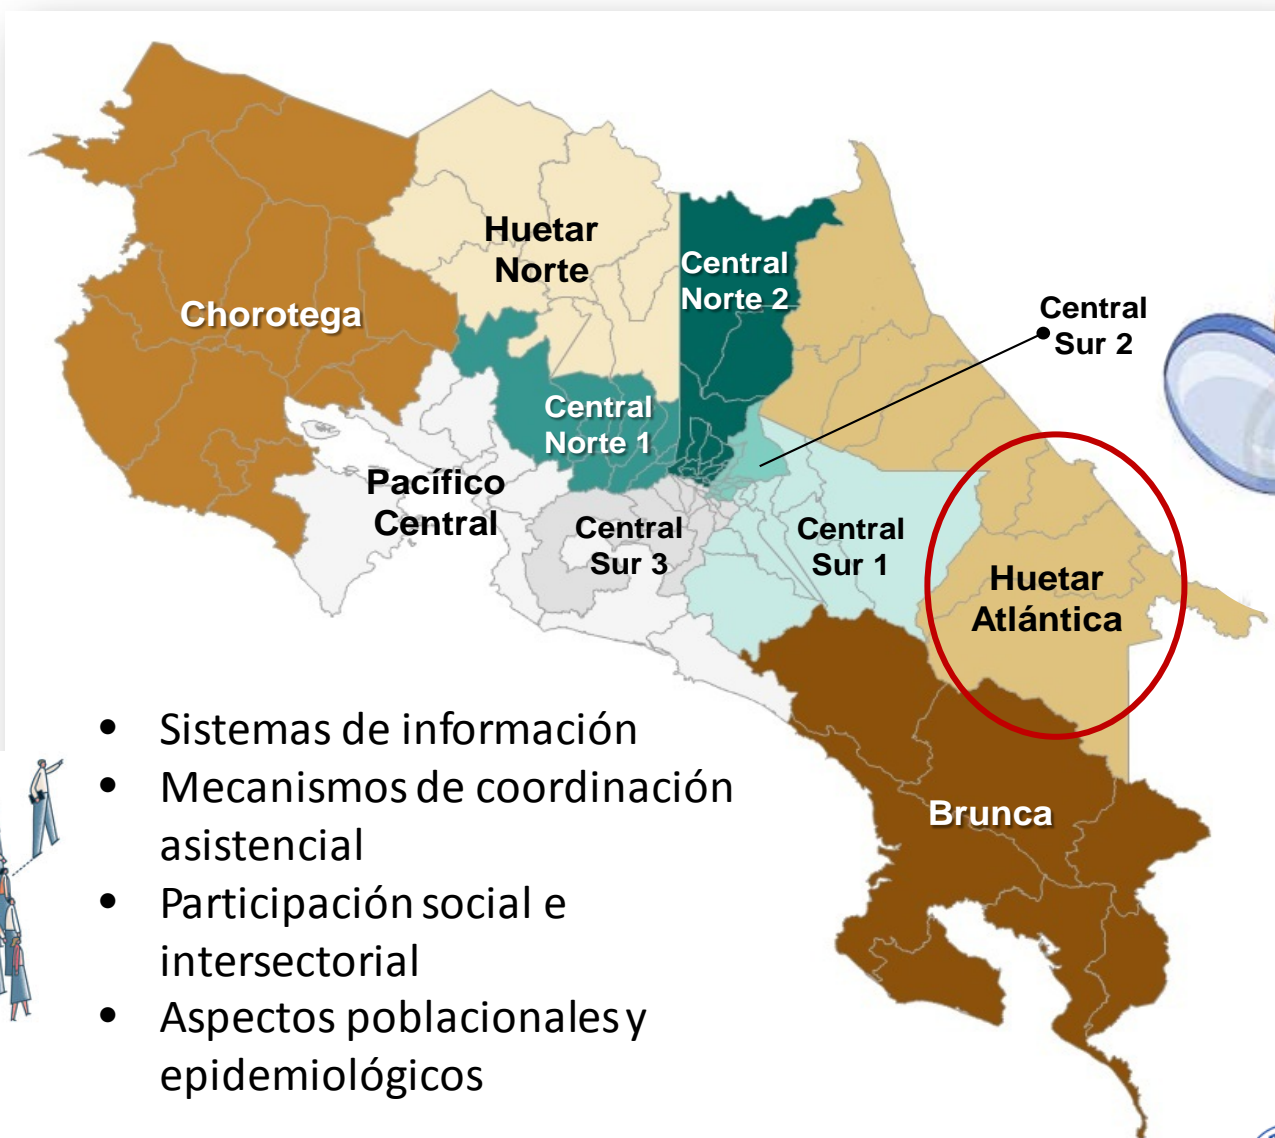 Huetar
Norte
Central
Norte 2
Chorotega
Central
Sur 2
Central
Norte 1
Pacífico
Central
Central
Sur 3
Central
Sur 1
Huetar
Atlántica
Brunca
• Sistemas de información
• Mecanismos de coordinación
asistencial
• Participación social e
intersectorial
• Aspectos poblacionales y
epidemiológicos